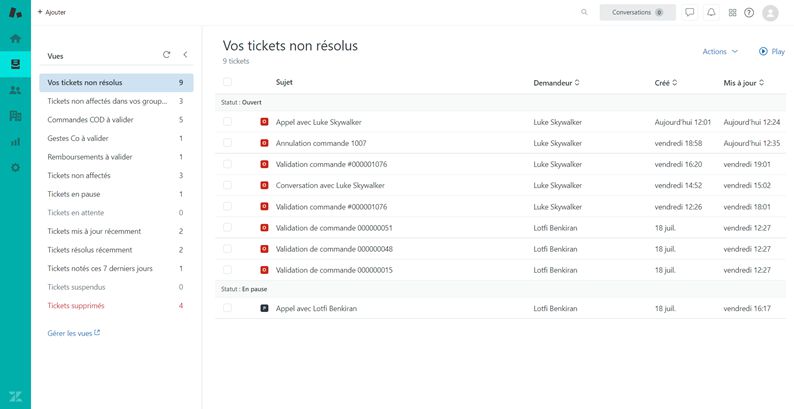 + Ajouter
Conversations 0
Vues
Vos tickets non résolus 9
Tickets non affectés dans vos group... 3
Commandes COD à valider 5
Gestes Co à valider 1
Remboursements à valider 1
Tickets non affectés 3
Tickets en pause 1
Tickets en attente 0
Tickets mis à jour récemment 2
Tickets résolus récemment 2
Tickets notés ces 7 derniers jours 1
Tickets suspendus 0
Tickets supprimés 4
Gérer les vues
Vos tickets non résolus
9 tickets
Actions
Play
Sujet Demandeur Créé Mis à jour
Statut : Ouvert
O Appel avec Luke Skywalker Luke Skywalker Aujourd'hui 12:01 Aujourd'hui 12:24
O Annulation commande 1007 Luke Skywalker vendredi 18:58 Aujourd'hui 12:35
O Validation commande #000001076 Luke Skywalker vendredi 16:20 vendredi 19:01
O Conversation avec Luke Skywalker Luke Skywalker vendredi 14:52 vendredi 15:02
O Validation commande #000001076 Luke Skywalker vendredi 12:26 vendredi 18:01
O Validation de commande 000000051 Lotfi Benkiran 18 juil. vendredi 12:27
O Validation de commande 000000048 Lotfi Benkiran 18 juil. vendredi 12:27
O Validation de commande 000000015 Lotfi Benkiran 18 juil. vendredi 12:27
Statut : En pause
P Appel avec Lotfi Benkiran Lotfi Benkiran 18 juil. vendredi 16:17